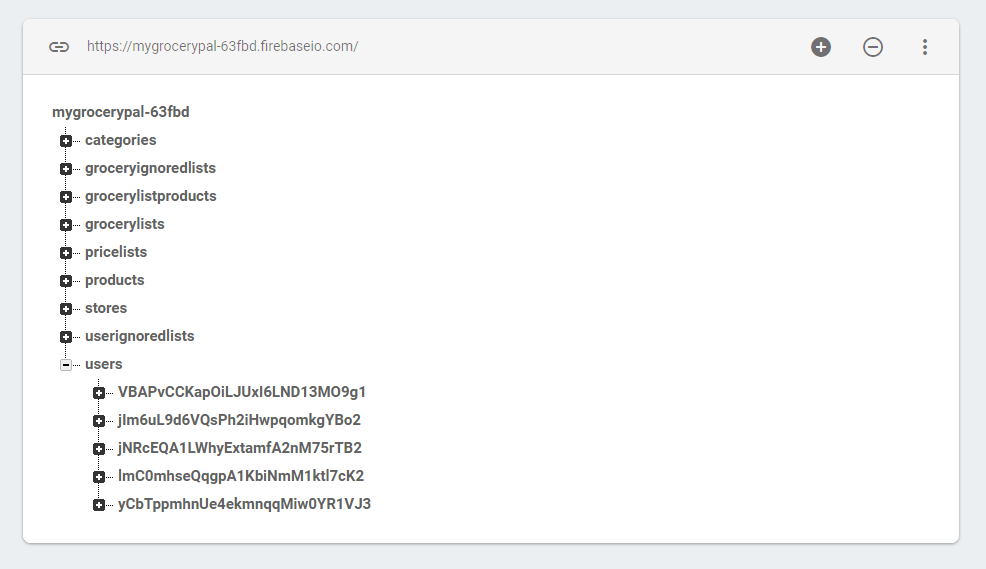 https://mygrocerypal-63fbd.firebaseio.com/
mygrocerypal-63fbd
categories
groceryignoredlists
grocerylistproducts
grocerylists
pricelists
products
stores
userignoredlists
users
VBAPvCCKapOiLJUxI6LND13MO9g1
jIm6uL9d6VQsPh2iHwpqomkgYBo2
jNRcEQA1LWhyExtamfA2nM75rTB2
lmC0mhseQqgpA1KbiNmM1ktl7cK2
yCbTppmhnUe4ekmnqqMiw0YR1VJ3